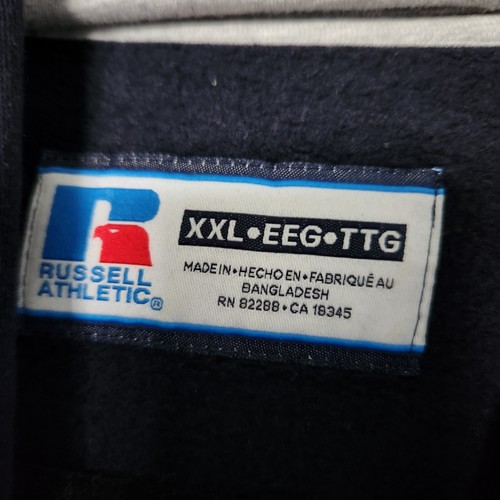 RUSSELL
ATHLETIC®
XXL•EEG•TTG
MADE IN•HECHO EN•FABRIQUÉ AU
BANGLADESH
RN 82288•CA 18345